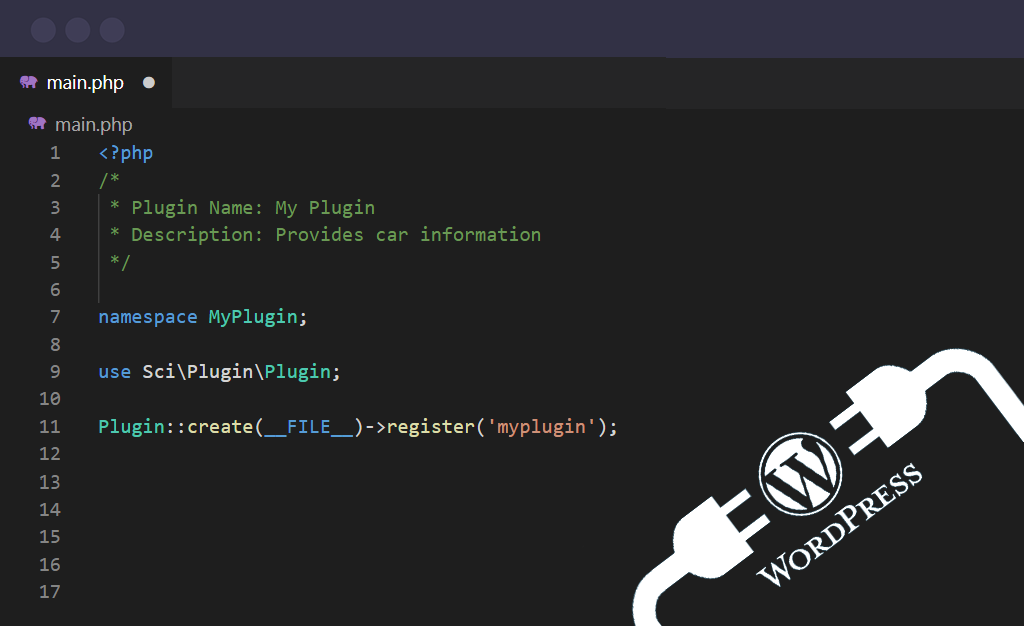 main.php
main.php
1 <?php
2 /*
3 * Plugin Name: My Plugin
4 * Description: Provides car information
5 */
6
7 namespace MyPlugin;
8
9 use Sci\Plugin\Plugin;
10
11 Plugin::create(__FILE__)->register('myplugin');
12
13
14
15
16
17
W
WORDPRESS